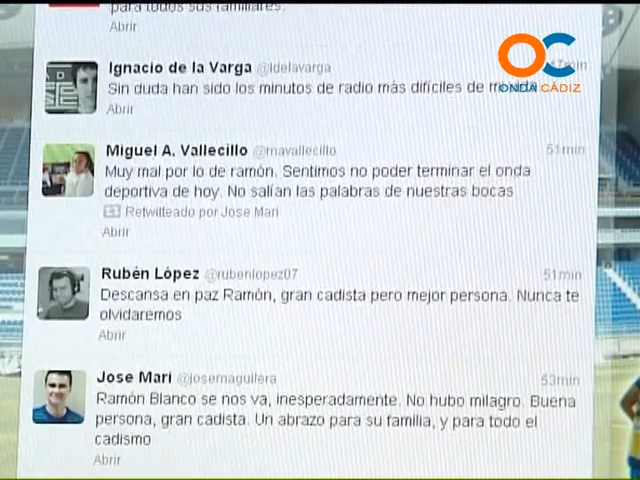 para todos sus familiares.
Abrir
47min
OC
ONDA CÁDIZ
Ignacio de la Varga @Idelavarga
Sin duda han sido los minutos de radio más difíciles de mi vida
Abrir
Miguel A. Vallecillo @mavallecillo 51min
Muy mal por lo de ramón. Sentimos no poder terminar el onda
deportiva de hoy. No salían las palabras de nuestras bocas
Retwitteado por Jose Mari
Abrir
Rubén López @rubenlopez07 51min
Descansa en paz Ramón, gran cadista pero mejor persona. Nunca te
olvidaremos
Abrir
Jose Mari @josemaguilera 53min
Ramón Blanco se nos va, inesperadamente. No hubo milagro. Buena
persona, gran cadista. Un abrazo para su familia, y para todo el
cadismo
Abrir